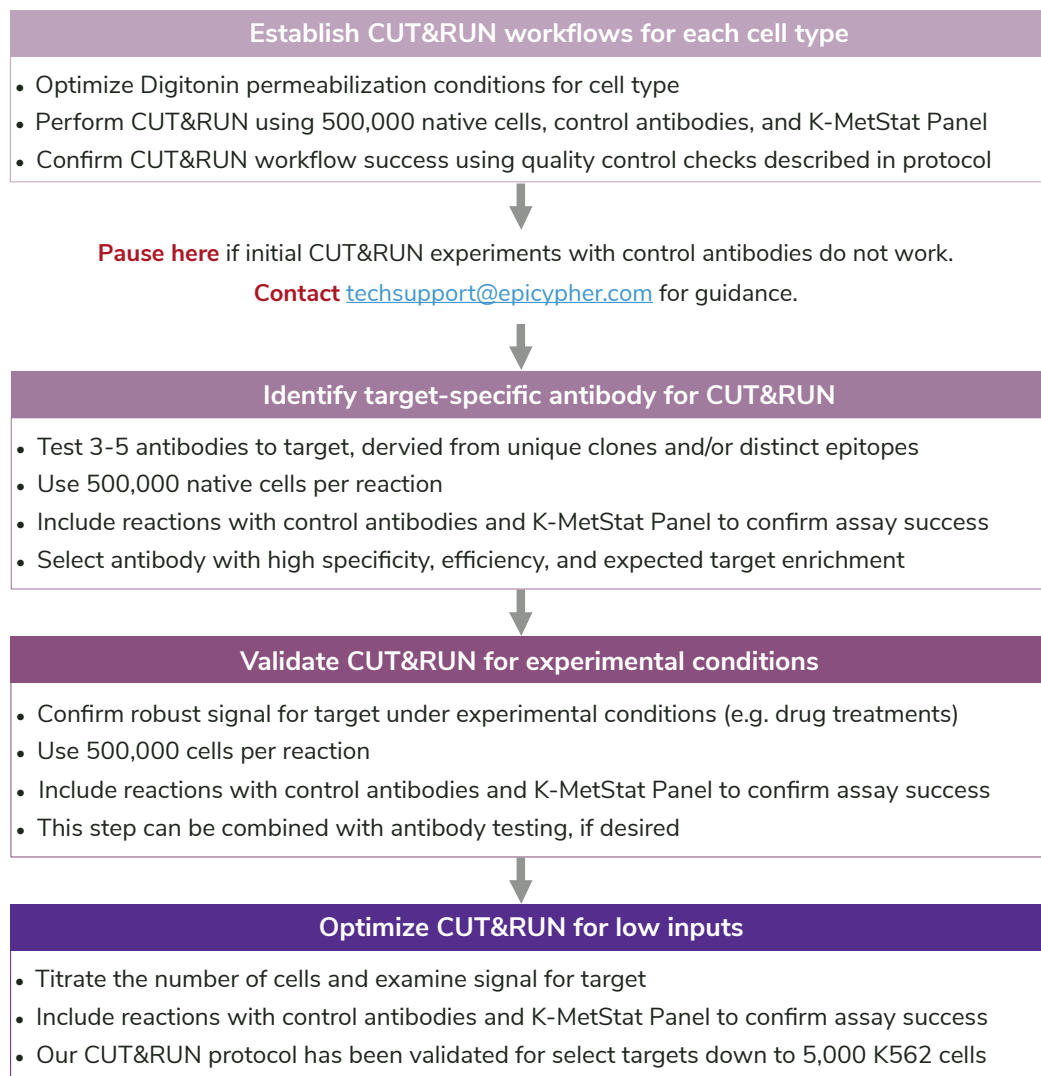 Establish CUT&RUN workflows for each cell type
• Optimize Digitonin permeabilization conditions for cell type
• Perform CUT&RUN using 500,000 native cells, control antibodies, and K-MetStat Panel
• Confirm CUT&RUN workflow success using quality control checks described in protocol
Pause here if initial CUT&RUN experiments with control antibodies do not work.
Contact techsupport@epicypher.com for guidance.
Identify target-specific antibody for CUT&RUN
• Test 3-5 antibodies to target, dervied from unique clones and/or distinct epitopes
• Use 500,000 native cells per reaction
• Include reactions with control antibodies and K-MetStat Panel to confirm assay success
• Select antibody with high specificity, efficiency, and expected target enrichment
Validate CUT&RUN for experimental conditions
• Confirm robust signal for target under experimental conditions (e.g. drug treatments)
• Use 500,000 cells per reaction
• Include reactions with control antibodies and K-MetStat Panel to confirm assay success
• This step can be combined with antibody testing, if desired
Optimize CUT&RUN for low inputs
• Titrate the number of cells and examine signal for target
• Include reactions with control antibodies and K-MetStat Panel to confirm assay success
• Our CUT&RUN protocol has been validated for select targets down to 5,000 K562 cells